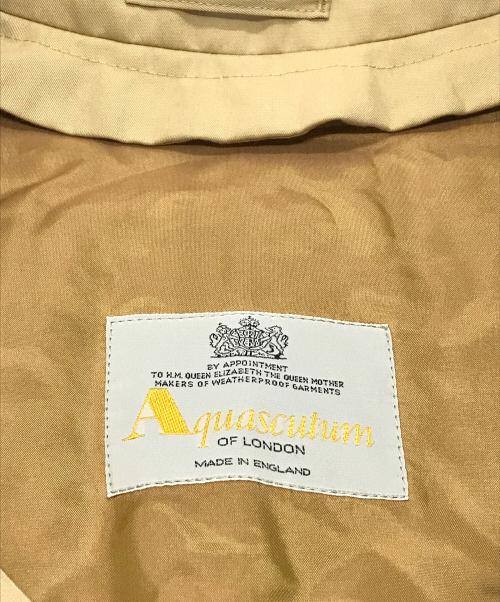 BY APPOINTMENT
TO H.M. QUEEN ELIZABETH THE QUEEN MOTHER
MAKERS OF WEATHERPROOF GARMENTS
Aquascutum
OF LONDON
MADE IN ENGLAND